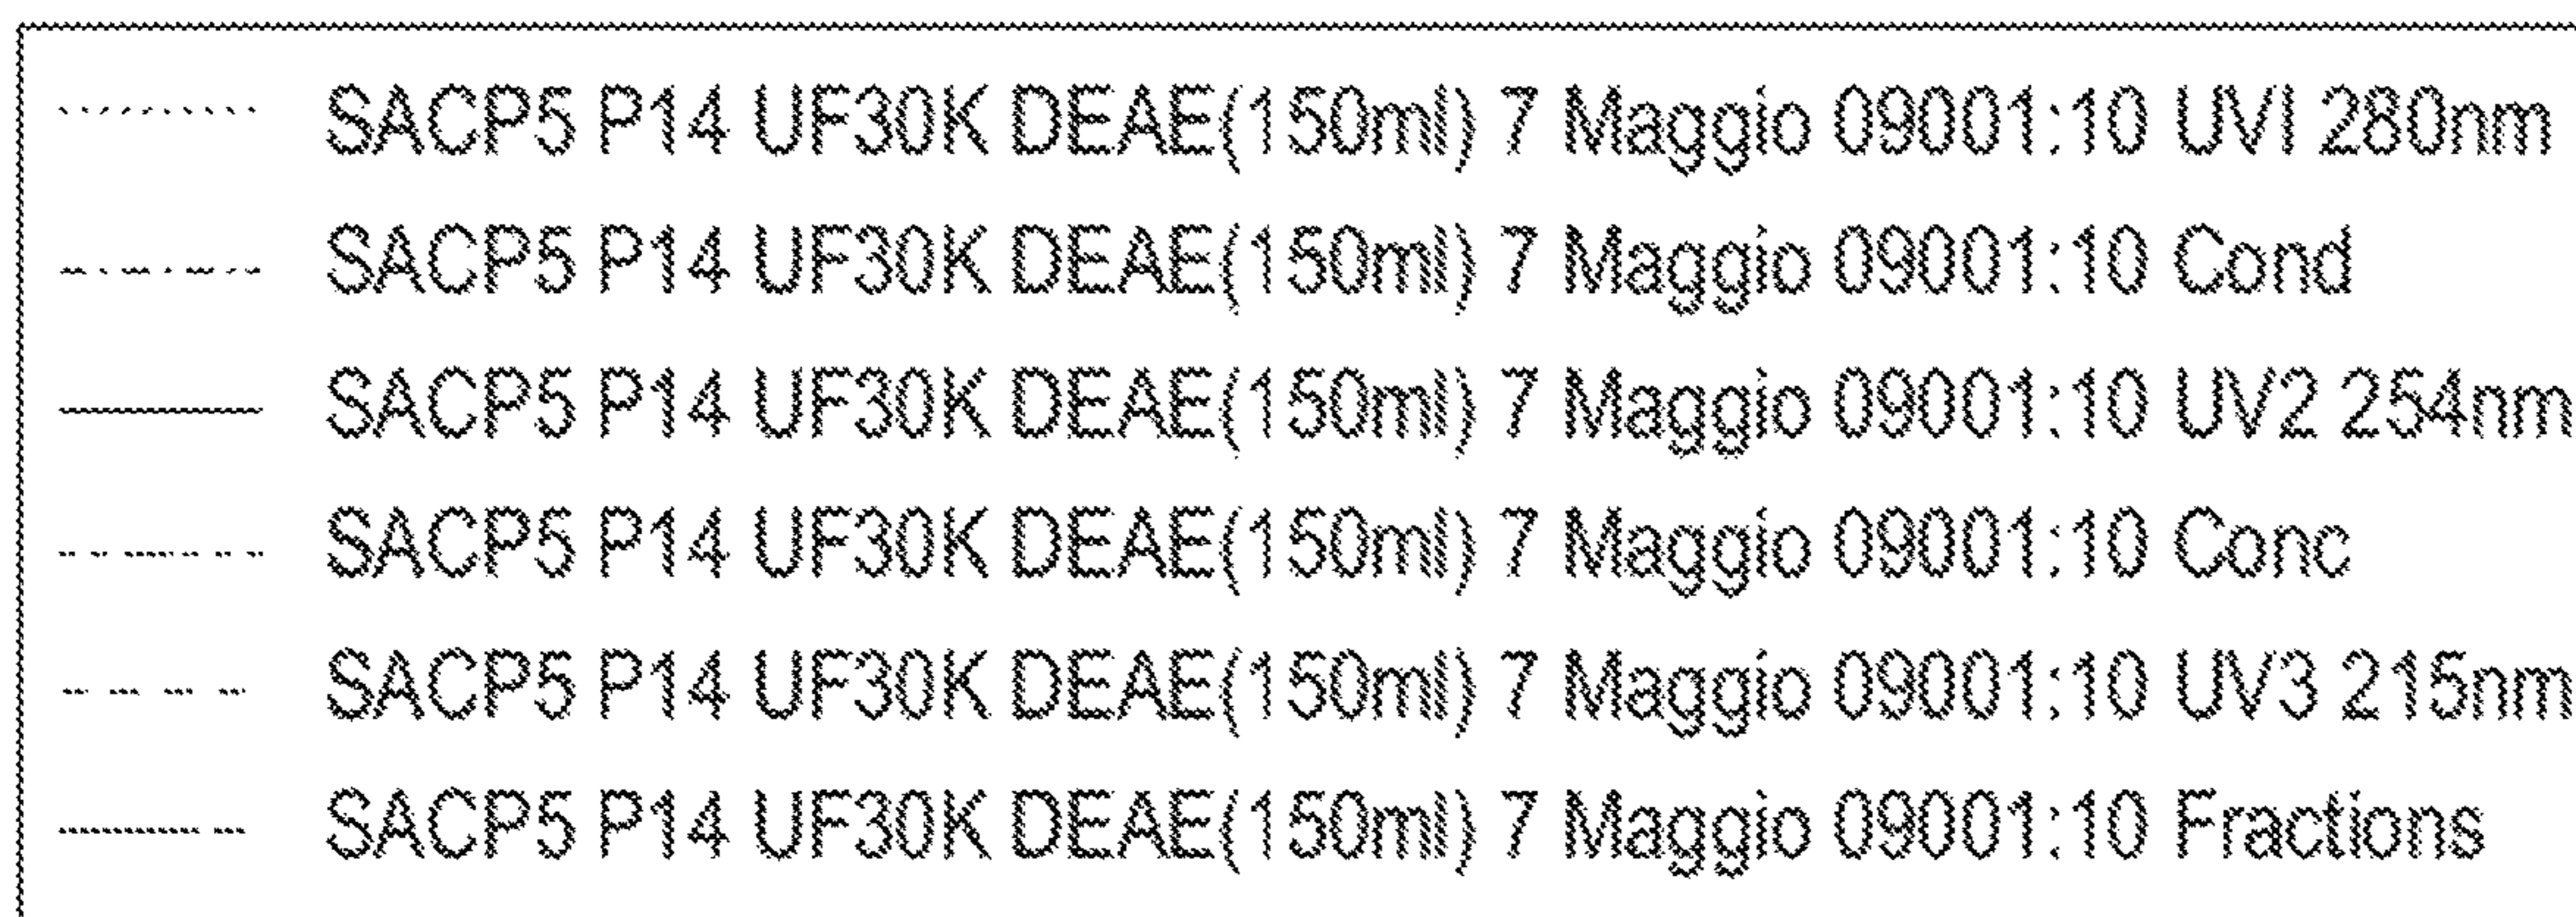 SACP5 P14 UF30K DEAE(150ml) 7 Maggio 09001:10 UVI 280nm
SACP5 P14 UF30K DEAE(150ml) 7 Maggio 09001:10 Cond
SACP5 P14 UF30K DEAE(150ml) 7 Maggio 09001:10 UV2 254nm
SACP5 P14 UF30K DEAE(150ml) 7 Maggio 09001:10 Conc
SACP5 P14 UF30K DEAE(150ml) 7 Maggio 09001:10 UV3 215nm
SACP5 P14 UF30K DEAE(150ml) 7 Maggio 09001:10 Fractions